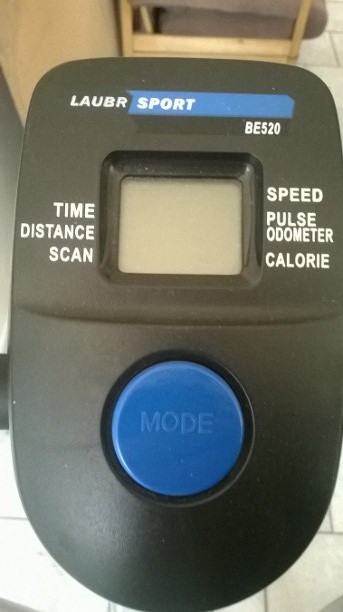 LAUBR SPORT
BE520
TIME
DISTANCE
SCAN
SPEED
PULSE
ODOMETER
CALORIE
MODE